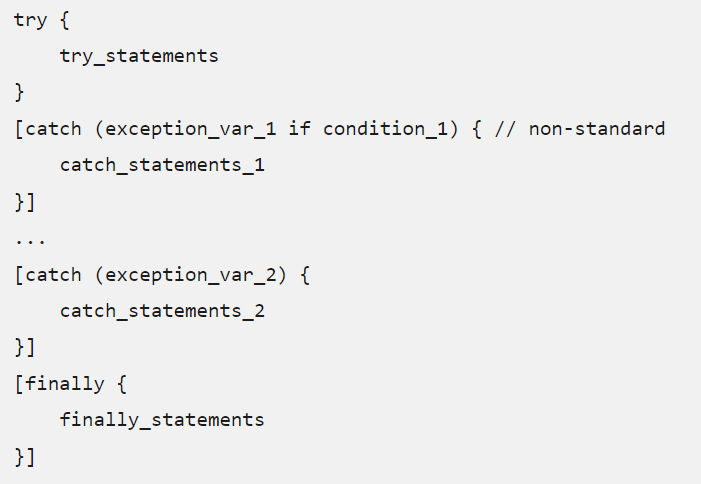 try {
    try_statements
}
[catch (exception_var_1 if condition_1) { // non-standard
    catch_statements_1
}]
...
[catch (exception_var_2) {
    catch_statements_2
}]
[finally {
    finally_statements
}]